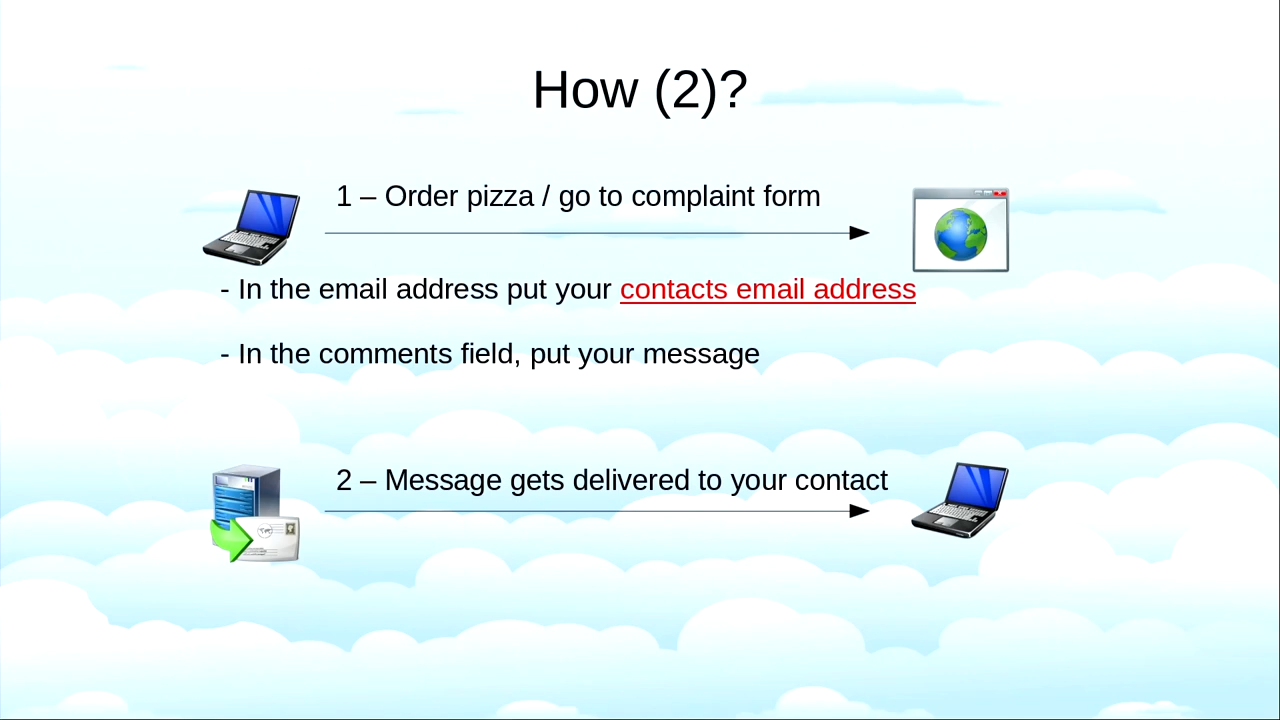 How (2)?
1 – Order pizza / go to complaint form
- In the email address put your contacts email address
- In the comments field, put your message
2 – Message gets delivered to your contact